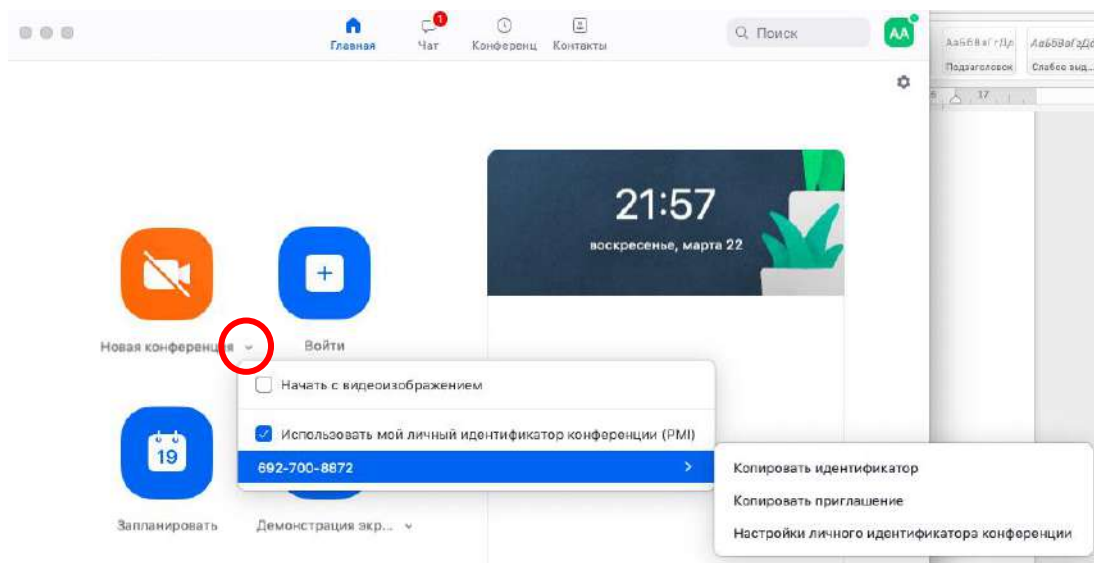 1
Главная
Чат
Конференц
Контакты
Поиск
AA
АаБбВвГгДд
АаБбВвГгДд
Подзаголовок
Слабое выд...
17
21:57
воскресенье, марта 22
Новая конференция
Войти
Начать с видеоизображением
Использовать мой личный идентификатор конференции (PMI)
692-700-8872
Копировать идентификатор
Копировать приглашение
Настройки личного идентификатора конференции
19
Запланировать
Демонстрация экр...